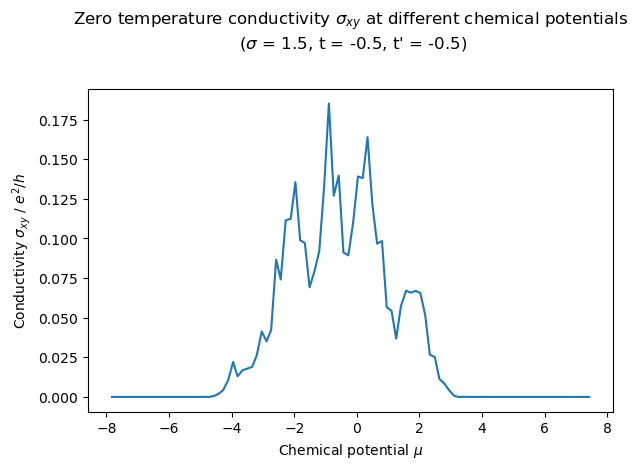 Zero temperature conductivity σxy at different chemical potentials
(σ = 1.5, t = -0.5, t' = -0.5)
0.175
0.150
0.125
0.100
0.075
0.050
0.025
0.000
Conductivity σxy / e²/h
−8 −6 −4 −2 0 2 4 6 8
Chemical potential μ